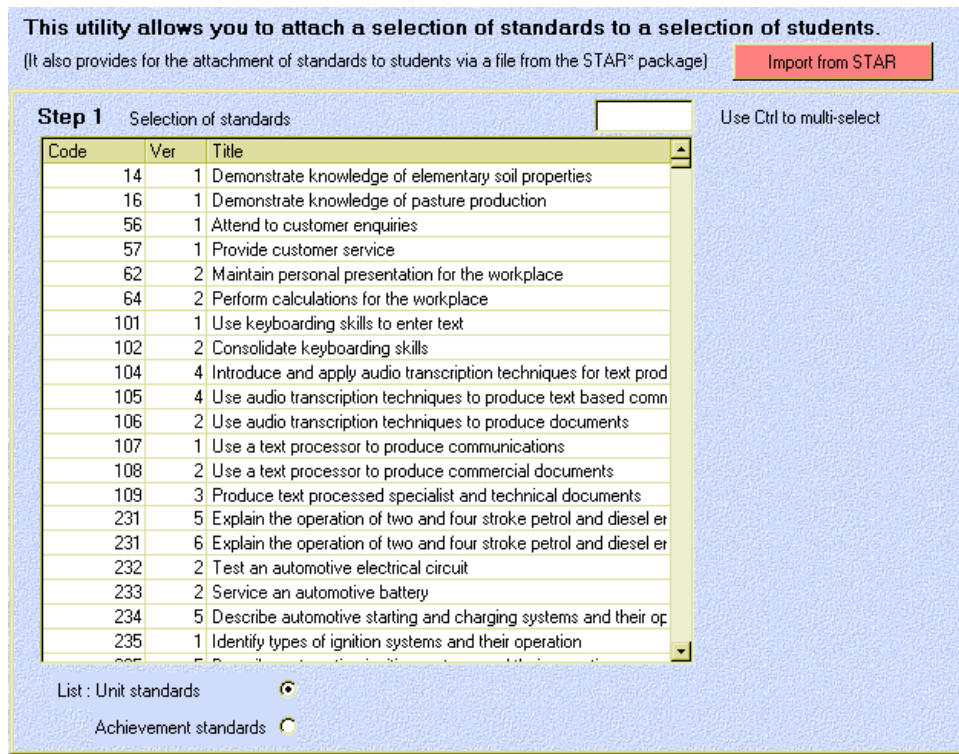 This utility allows you to attach a selection of standards to a selection of students.
(It also provides for the attachment of standards to students via a file from the STAR* package) Import from STAR
Step 1 Selection of standards Use Ctrl to multi-select
Code Ver Title
14 1 Demonstrate knowledge of elementary soil properties
16 1 Demonstrate knowledge of pasture production
56 1 Attend to customer enquiries
57 1 Provide customer service
62 2 Maintain personal presentation for the workplace
64 2 Perform calculations for the workplace
101 1 Use keyboarding skills to enter text
102 2 Consolidate keyboarding skills
104 4 Introduce and apply audio transcription techniques for text prod
105 4 Use audio transcription techniques to produce text based comm
106 2 Use audio transcription techniques to produce documents
107 1 Use a text processor to produce communications
108 2 Use a text processor to produce commercial documents
109 3 Produce text processed specialist and technical documents
231 5 Explain the operation of two and four stroke petrol and diesel er
231 6 Explain the operation of two and four stroke petrol and diesel er
232 2 Test an automotive electrical circuit
233 2 Service an automotive battery
234 5 Describe automotive starting and charging systems and their op
235 1 Identify types of ignition systems and their operation
List : Unit standards
Achievement standards